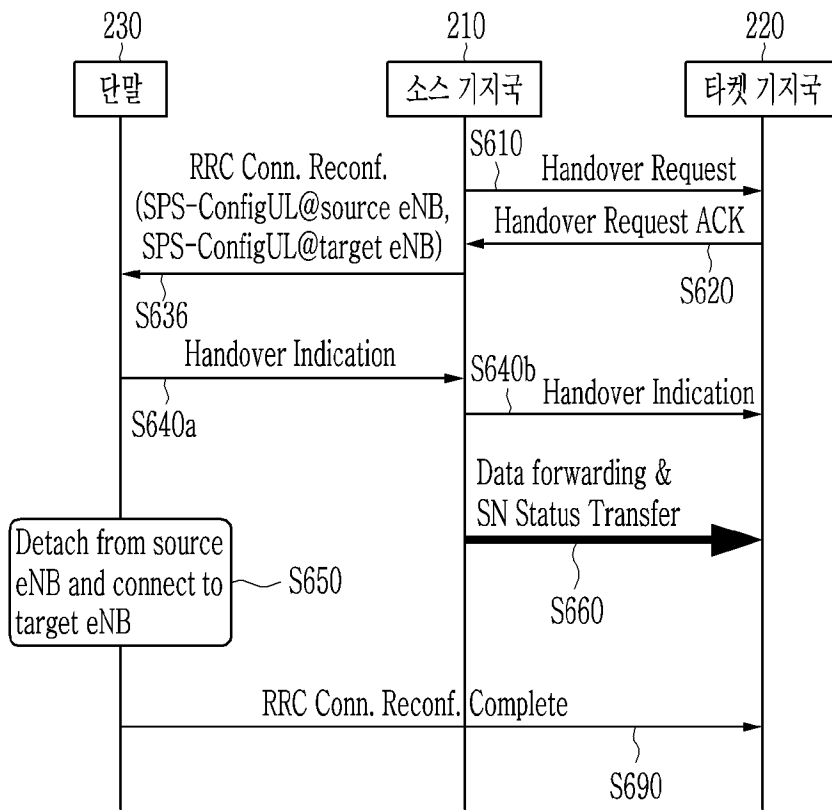 230
210
220
단말
소스 기지국
타켓 기지국
S610
RRC Conn. Reconf.
(SPS-ConfigUL@source eNB,
SPS-ConfigUL@target eNB)
Handover Request
Handover Request ACK
S620
S636
Handover Indication
S640a
S640b
Handover Indication
Data forwarding &
SN Status Transfer
S660
Detach from source
eNB and connect to
target eNB
S650
RRC Conn. Reconf. Complete
S690